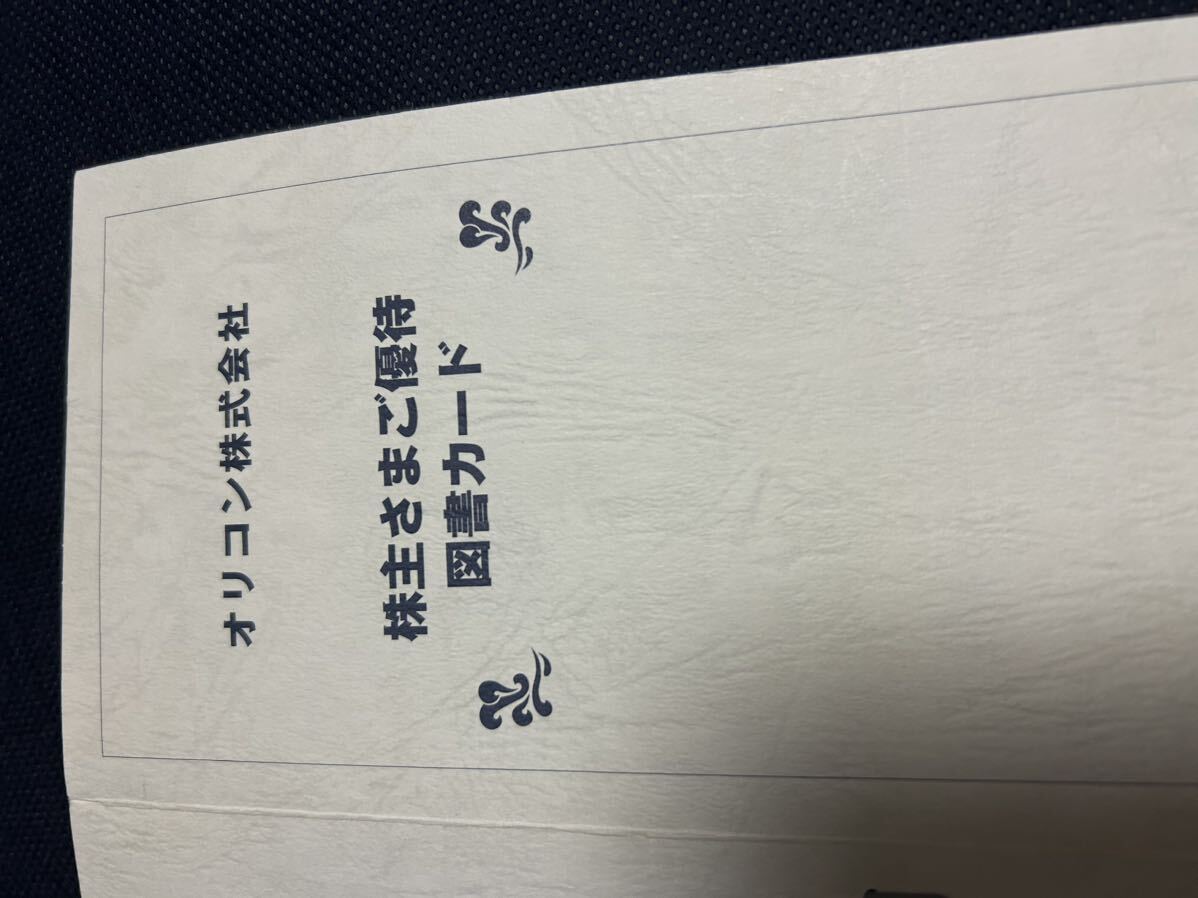 オリコン株式会社
株主さまご優待
図書カード